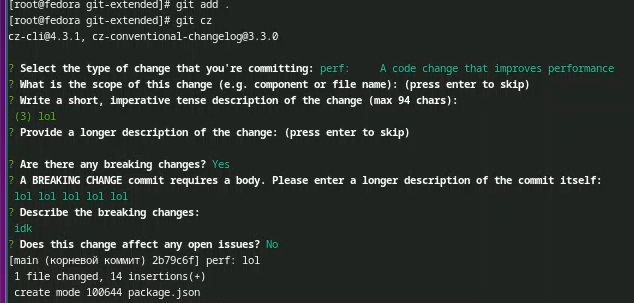 [root@fedora git-extended]# git add .
[root@fedora git-extended]# git cz
cz-cli@4.3.1, cz-conventional-changelog@3.3.0
? Select the type of change that you're committing: perf:     A code change that improves performance
? What is the scope of this change (e.g. component or file name): (press enter to skip)
? Write a short, imperative tense description of the change (max 94 chars):
(3) lol
? Provide a longer description of the change: (press enter to skip)
? Are there any breaking changes? Yes
? A BREAKING CHANGE commit requires a body. Please enter a longer description of the commit itself:
lol lol lol lol lol
? Describe the breaking changes:
idk
? Does this change affect any open issues? No
[main (корневой коммит) 2b79c6f] perf: lol
1 file changed, 14 insertions(+)
create mode 100644 package.json